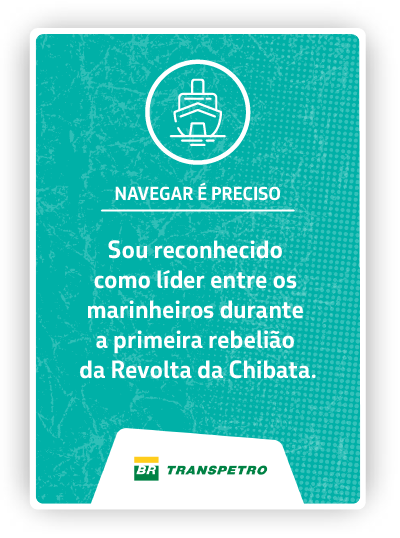 NAVEGAR É PRECISO
Sou reconhecido
como líder entre os
marinheiros durante
a primeira rebelião
da Revolta da Chibata.
BR TRANSPETRO